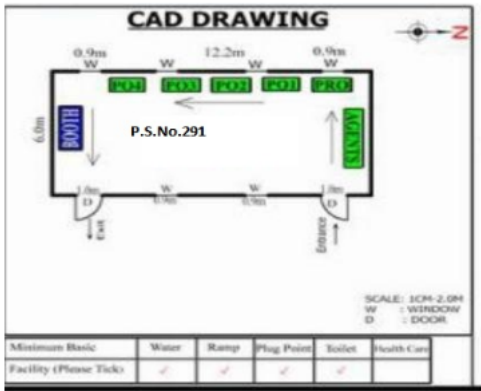 CAD DRAWING
N
0.9m 12.2m 0.9m
W W W W
PO4 PO3 PO2 PO1 PRO
6.0m
BOOTH
P.S.No.291
AGENTS
1.0m W W 1.0m
D 0.9m 0.9m D
Exit
Entrance
SCALE: 1CM-2.0M
W : WINDOW
D : DOOR
Minimum Basic Water Ramp Plug Point Toilet Health Care
Facility (Please Tick) ✓ ✓ ✓ ✓